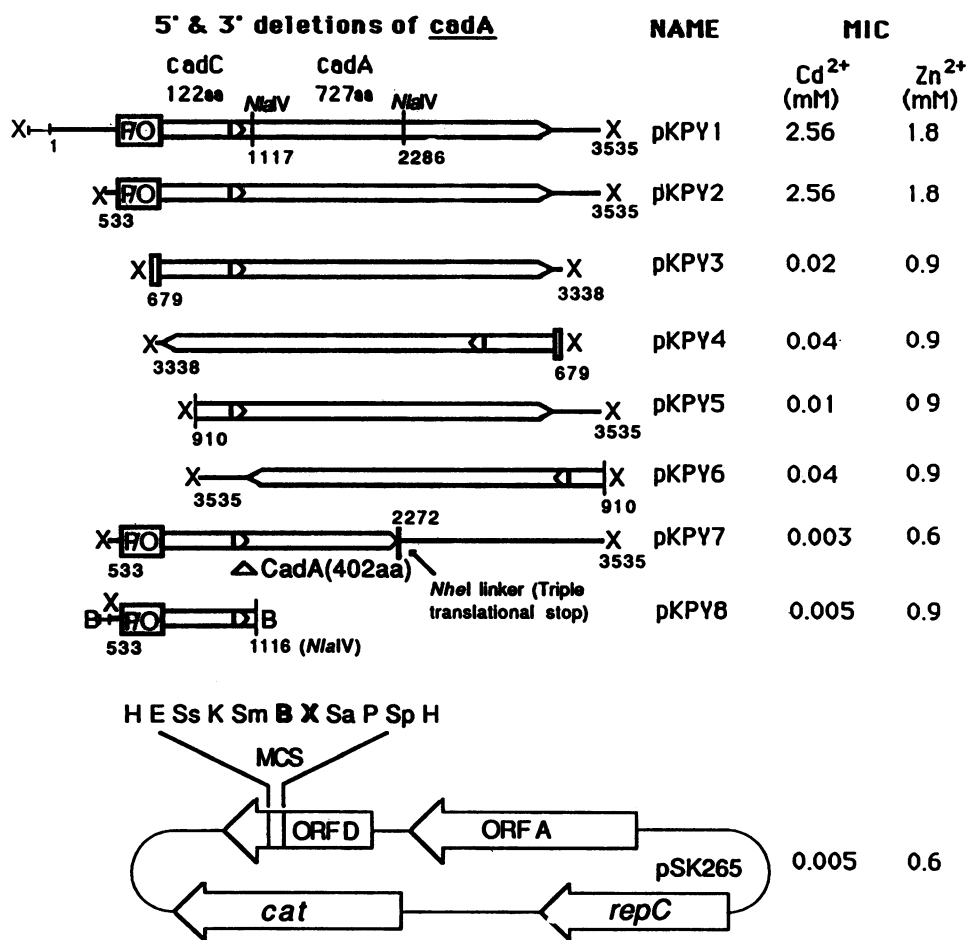 5' & 3' deletions of cadA NAME MIC
cadC cadA Cd2+ Zn2+
122aa 727aa (mM) (mM)
NlaIV NlaIV
X P/O X pKPY1 2.56 1.8
1 1117 2286 3535
X P/O X pKPY2 2.56 1.8
533 3535
X X pKPY3 0.02 0.9
679 3338
X X pKPY4 0.04 0.9
3338 679
X X pKPY5 0.01 0 9
910 3535
X X pKPY6 0.04 0.9
3535 910
2272
X P/O X pKPY7 0.003 0.6
533 3535
△ CadA(402aa)
NheI linker (Triple
translational stop)
X
B P/O B pKPY8 0.005 0.9
533 1116 (NlaIV)
H E Ss K Sm B X Sa P Sp H
MCS
ORF D ORF A
pSK265 0.005 0.6
cat repC